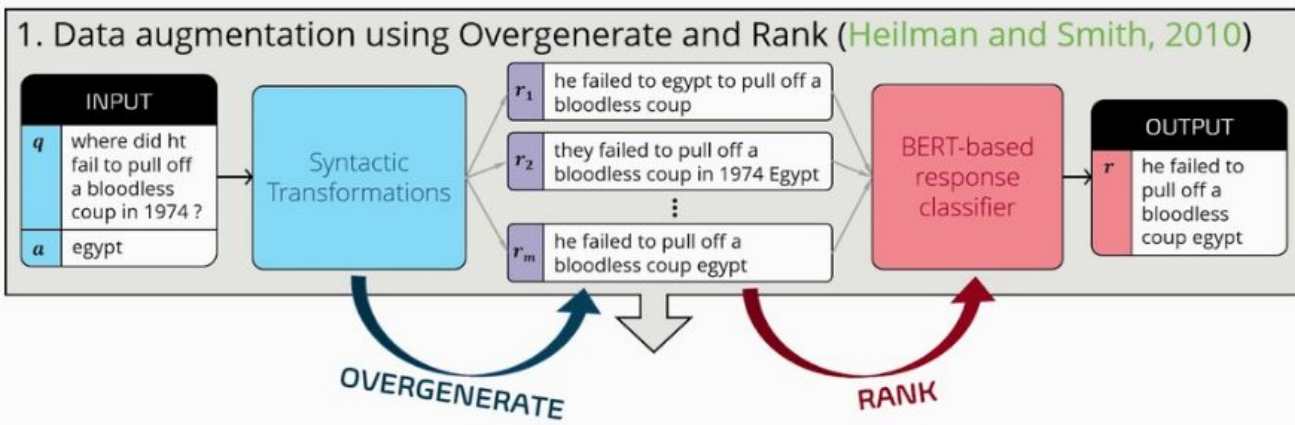 1. Data augmentation using Overgenerate and Rank (Heilman and Smith, 2010)
INPUT
q
where did ht
fail to pull off
a bloodless
coup in 1974 ?
a
egypt
Syntactic
Transformations
r1
he failed to egypt to pull off a
bloodless coup
r2
they failed to pull off a
bloodless coup in 1974 Egypt
⋮
rm
he failed to pull off a
bloodless coup egypt
BERT-based
response
classifier
OUTPUT
r
he failed to
pull off a
bloodless
coup egypt
OVERGENERATE
RANK